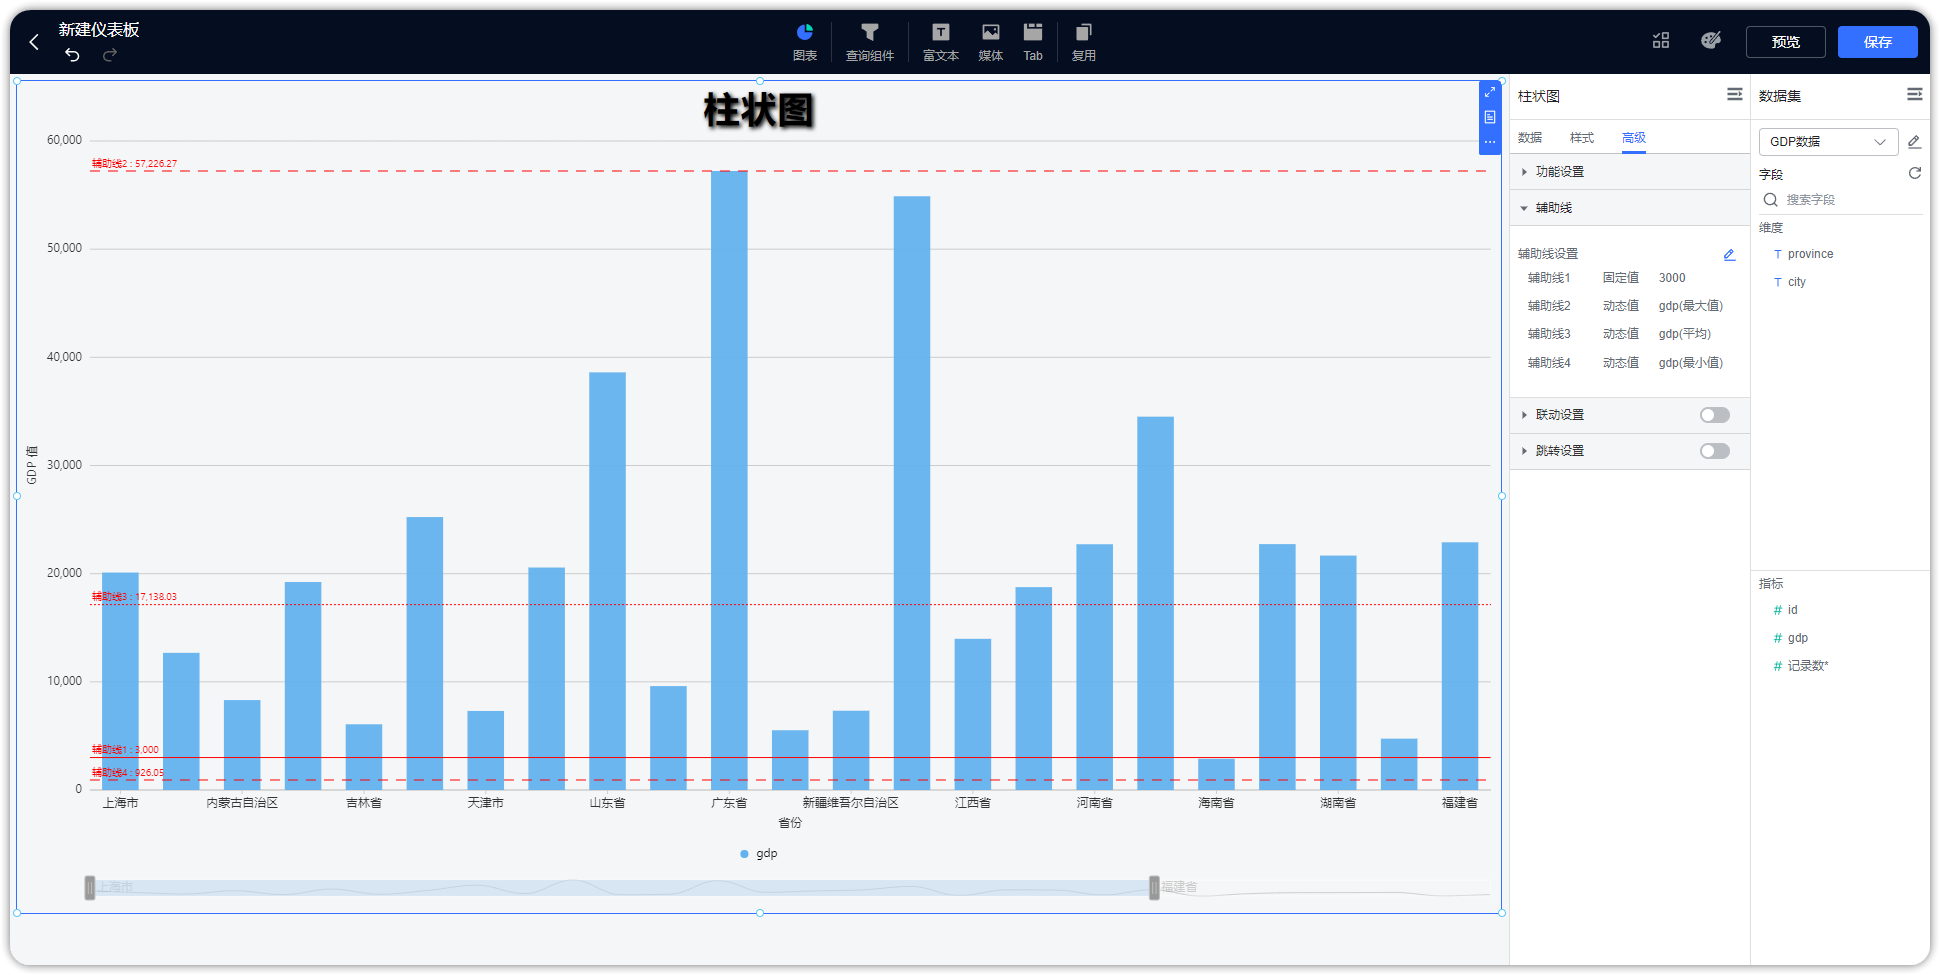 新建仪表板
图表
查询组件
富文本
媒体
Tab
复用
预览
保存
柱状图
60,000
辅助线2 : 57,226.27
50,000
40,000
30,000
GDP 值
20,000
辅助线3 : 17,138.03
10,000
辅助线1 : 3,000
辅助线4 : 926.05
0
上海市
内蒙古自治区
吉林省
天津市
山东省
广东省
新疆维吾尔自治区
江西省
河南省
海南省
湖南省
福建省
省份
gdp
上海市
福建省
柱状图
数据
样式
高级
功能设置
辅助线
辅助线设置
辅助线1 固定值 3000
辅助线2 动态值 gdp(最大值)
辅助线3 动态值 gdp(平均)
辅助线4 动态值 gdp(最小值)
联动设置
跳转设置
数据集
GDP数据
字段
搜索字段
维度
T province
T city
指标
# id
# gdp
# 记录数*